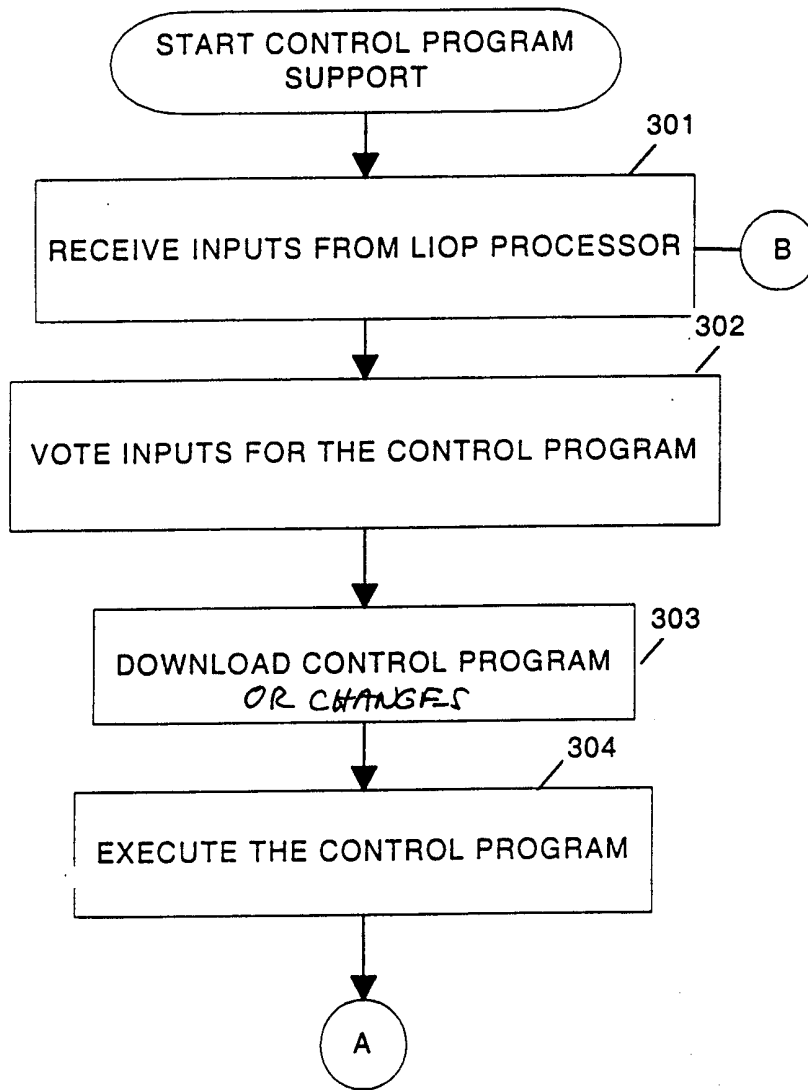 START CONTROL PROGRAM
SUPPORT
301
RECEIVE INPUTS FROM LIOP PROCESSOR
B
302
VOTE INPUTS FOR THE CONTROL PROGRAM
303
DOWNLOAD CONTROL PROGRAM
OR CHANGES
304
EXECUTE THE CONTROL PROGRAM
A